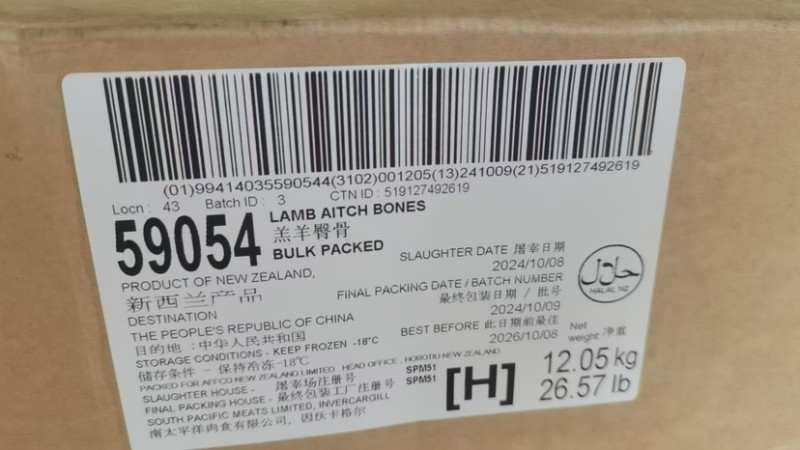 (01)99414035590544(3102)001205(13)241009(21)519127492619
Locn : 43 Batch ID : 3 CTN ID : 519127492619
59054
LAMB AITCH BONES
羔羊臀骨
BULK PACKED
PRODUCT OF NEW ZEALAND,
新西兰产品
DESTINATION
THE PEOPLE'S REPUBLIC OF CHINA
目的地 :中华人民共和国
STORAGE CONDITIONS - KEEP FROZEN -18°C
储存条件 - 保持冷冻-18℃
PACKED FOR AFFCO NEW ZEALAND LIMITED HEAD OFFICE , HOROTIU NEW ZEALAND
SLAUGHTER HOUSE - 屠宰场注册号 SPM51
FINAL PACKING HOUSE - 最终包装工厂注册号 SPM51
SOUTH PACIFIC MEATS LIMITED, INVERCARGILL
南太平洋肉食有限公司, 因沃卡格尔
SLAUGHTER DATE 屠宰日期
2024/10/08
FINAL PACKING DATE / BATCH NUMBER
最终包装日期 / 批号
2024/10/09
BEST BEFORE 此日期前最佳
2026/10/08
حلال
HALAL NZ
[H]
Net weight 净重
12.05 kg
26.57 lb